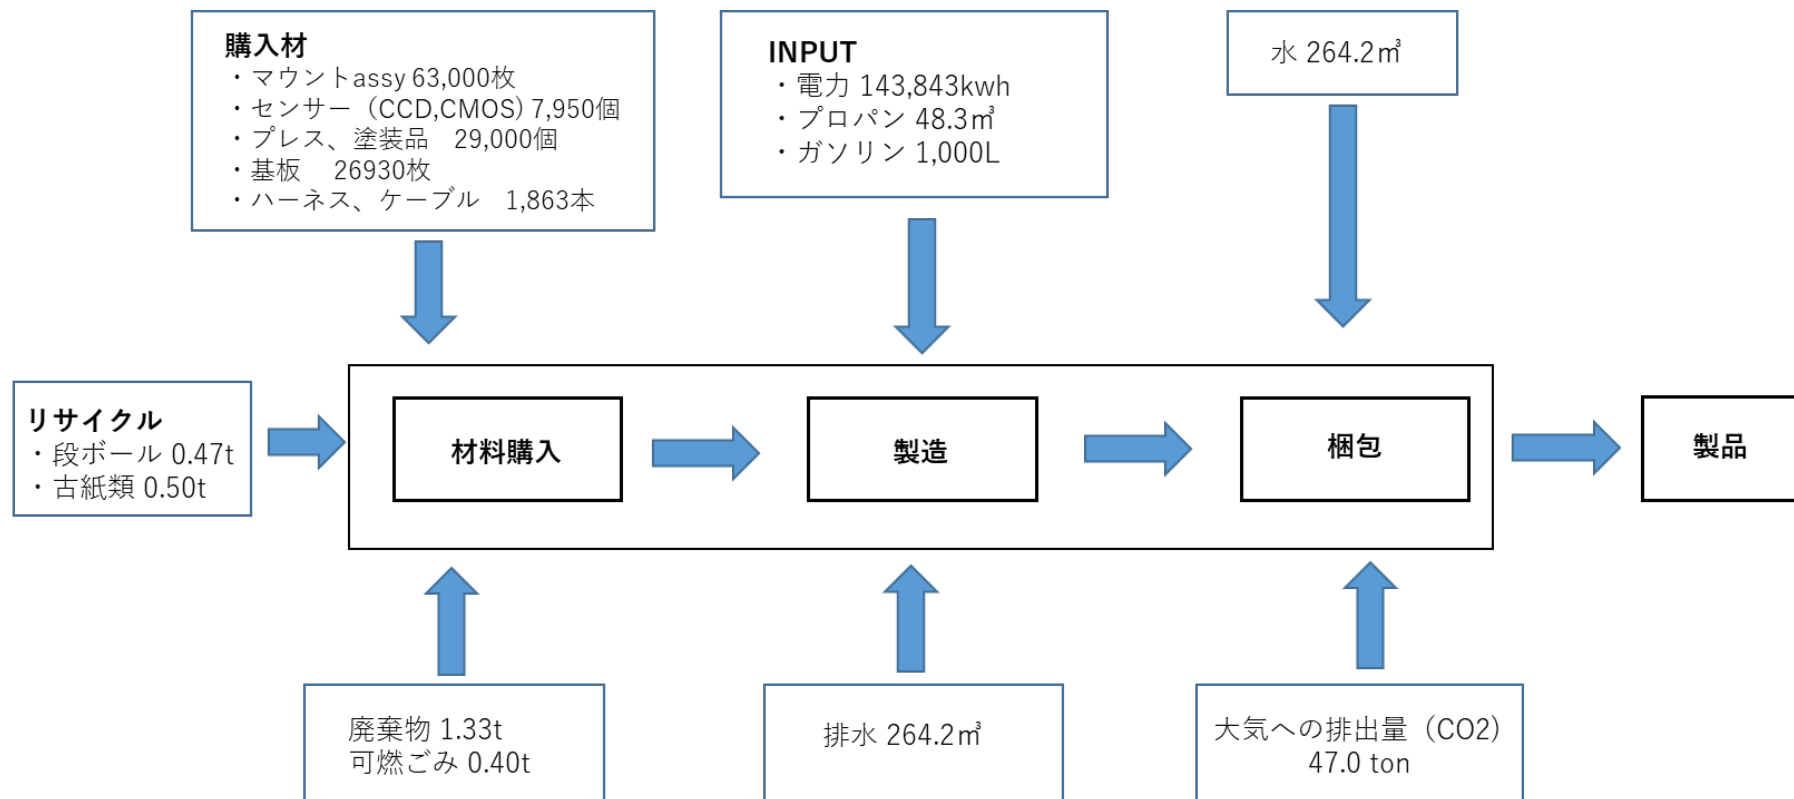 購入材
・マウントassy 63,000枚
・センサー（CCD,CMOS) 7,950個
・プレス、塗装品　29,000個
・基板　 26930枚
・ハーネス、ケーブル　1,863本
INPUT
・電力 143,843kwh
・プロパン 48.3㎥
・ガソリン 1,000L
水 264.2㎥
リサイクル
・段ボール 0.47t
・古紙類 0.50t
材料購入
製造
梱包
製品
廃棄物 1.33t
可燃ごみ 0.40t
排水 264.2㎥
大気への排出量（CO2）
47.0 ton